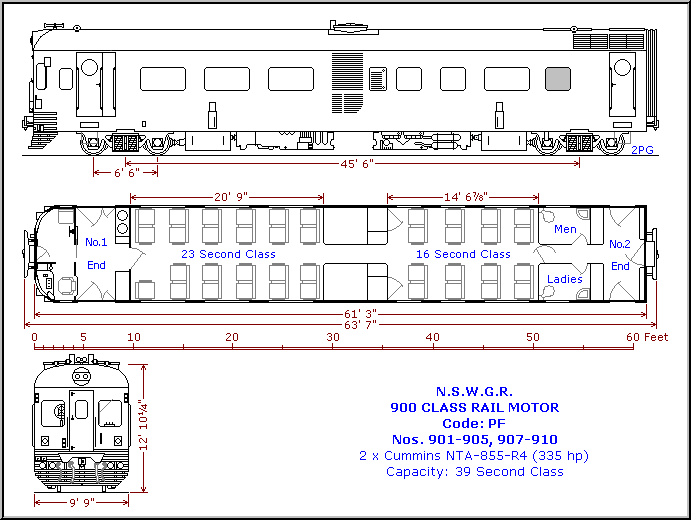 2PG
6' 6"
45' 6"
20' 9"
14' 6⅞"
No.1
End
23 Second Class
16 Second Class
Men
Ladies
No.2
End
61' 3"
63' 7"
0 5 10 20 30 40 50 60 Feet
12' 10¼"
9' 9"
N.S.W.G.R.
900 CLASS RAIL MOTOR
Code: PF
Nos. 901-905, 907-910
2 x Cummins NTA-855-R4 (335 hp)
Capacity: 39 Second Class